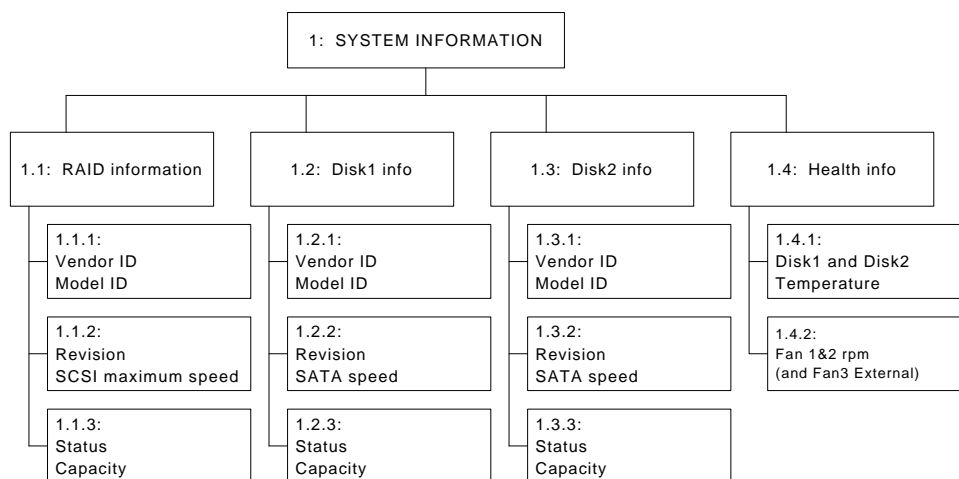 1: SYSTEM INFORMATION
1.1: RAID information
1.2: Disk1 info
1.3: Disk2 info
1.4: Health info
1.1.1:
Vendor ID
Model ID
1.2.1:
Vendor ID
Model ID
1.3.1:
Vendor ID
Model ID
1.4.1:
Disk1 and Disk2
Temperature
1.1.2:
Revision
SCSI maximum speed
1.2.2:
Revision
SATA speed
1.3.2:
Revision
SATA speed
1.4.2:
Fan 1&2 rpm
(and Fan3 External)
1.1.3:
Status
Capacity
1.2.3:
Status
Capacity
1.3.3:
Status
Capacity